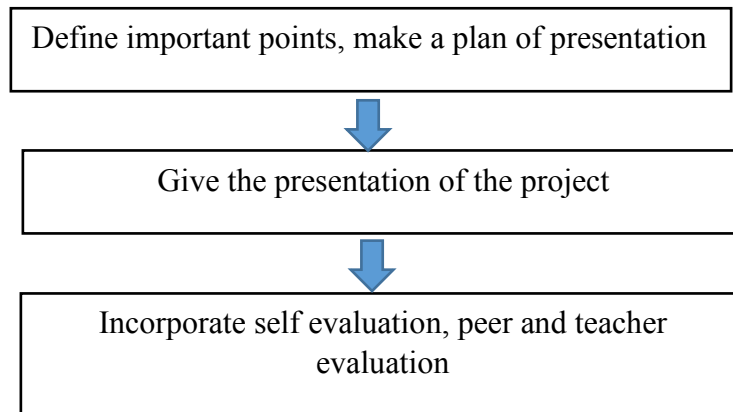 Define important points, make a plan of presentation
Give the presentation of the project
Incorporate self evaluation, peer and teacher
evaluation